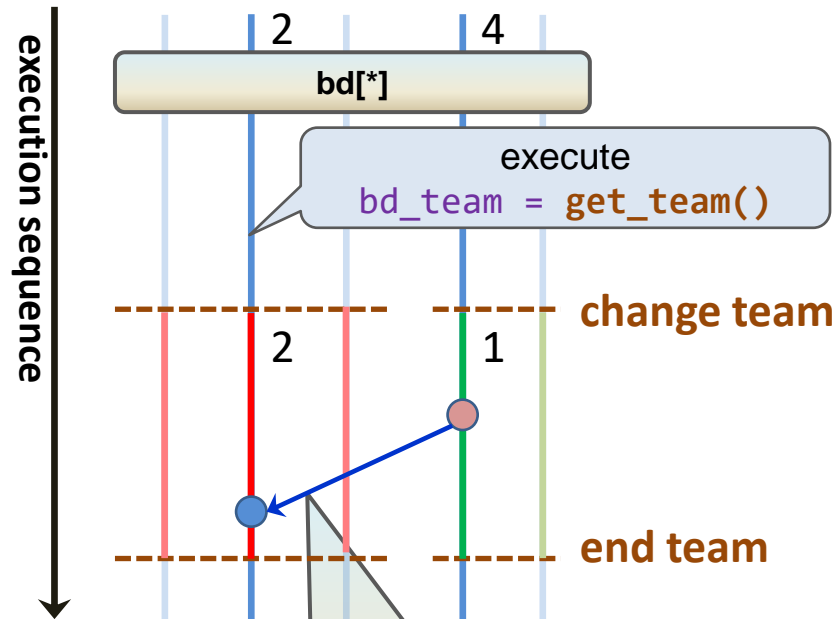 execution sequence
2
4
bd[*]
execute
bd_team = get_team()
change team
2
1
end team